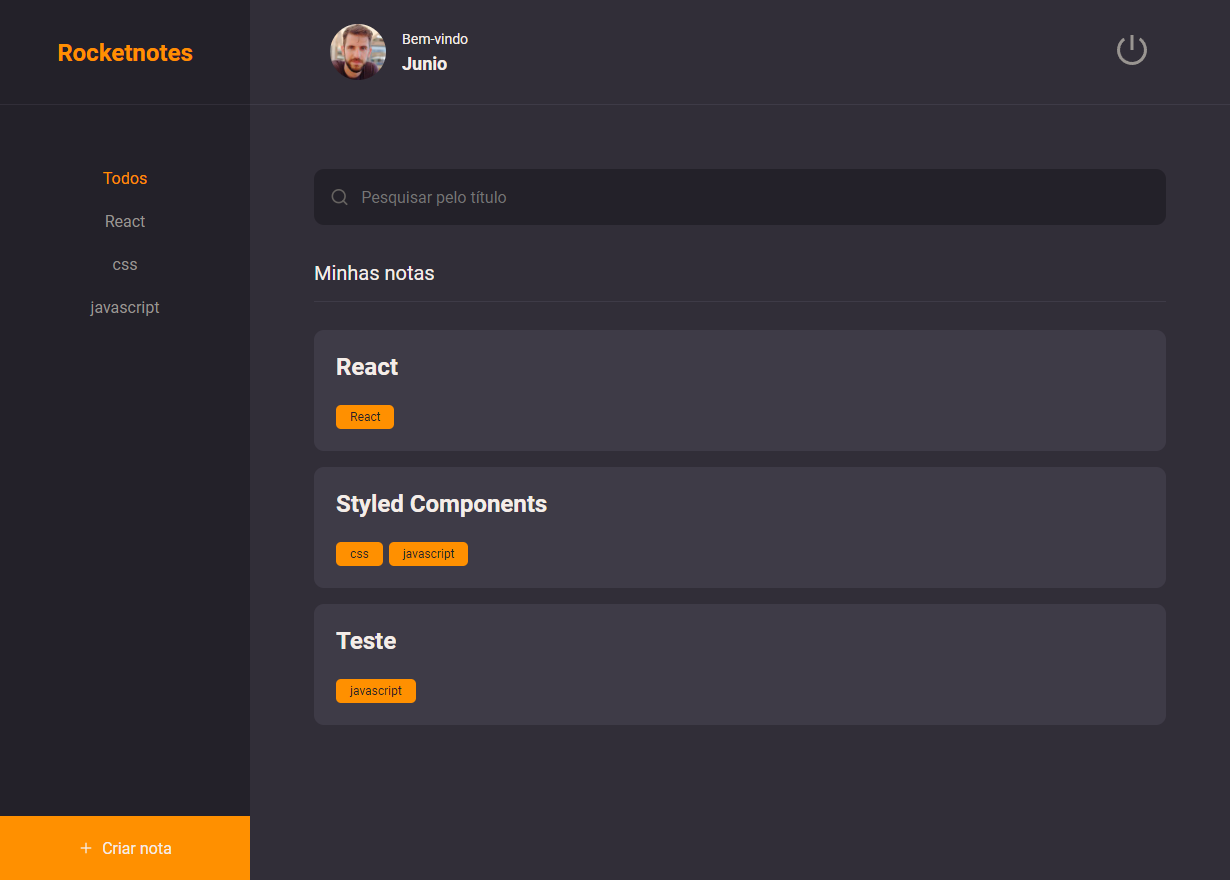 Rocketnotes
Bem-vindo
Junio
Todos
React
css
javascript
Pesquisar pelo título
Minhas notas
React
React
Styled Components
css javascript
Teste
javascript
+ Criar nota